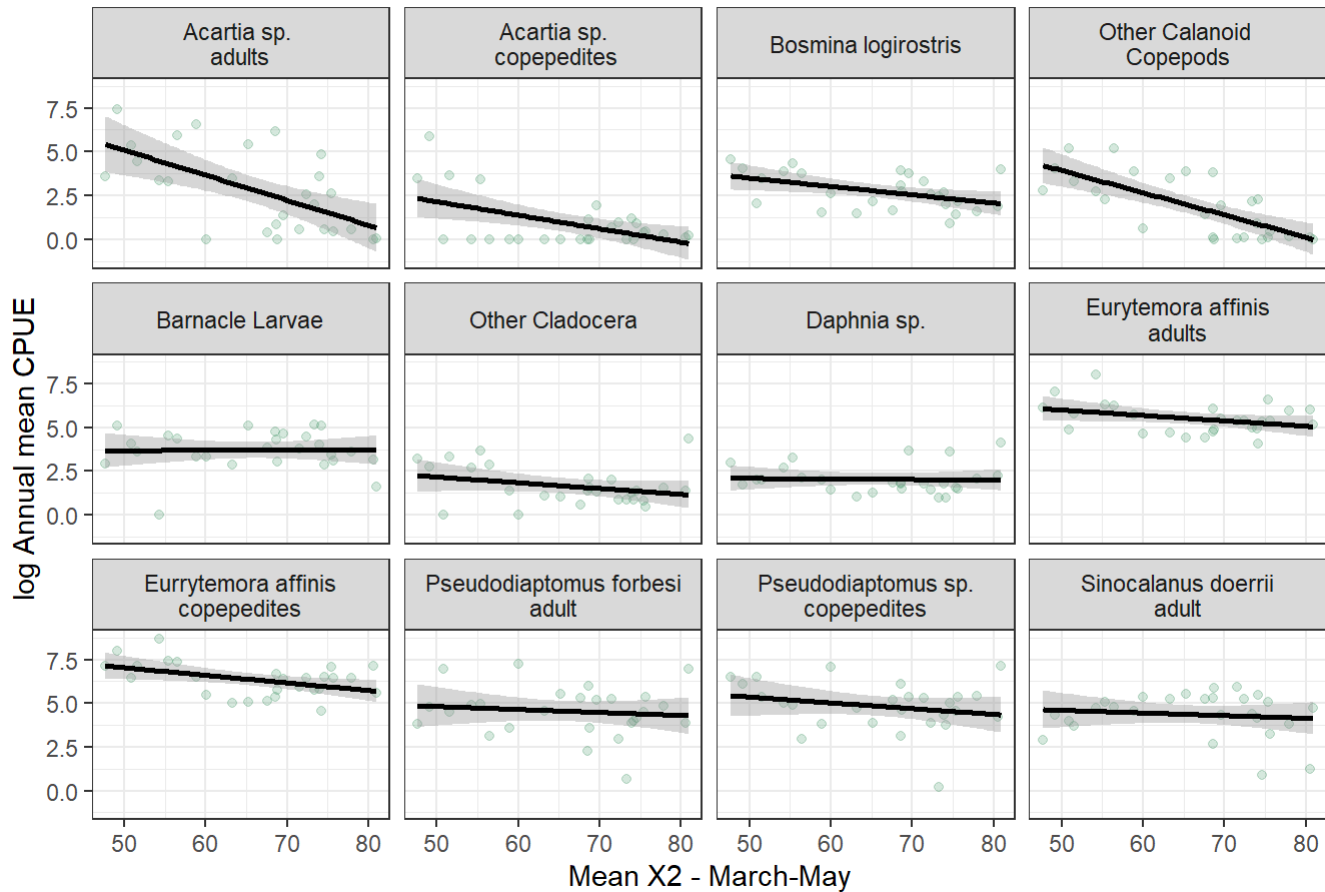 Acartia sp.
adults
Acartia sp.
copepedites
Bosmina logirostris
Other Calanoid
Copepods
7.5
5.0
2.5
0.0
Barnacle Larvae
Other Cladocera
Daphnia sp.
Eurytemora affinis
adults
7.5
5.0
2.5
0.0
log Annual mean CPUE
Eurrytemora affinis
copepedites
Pseudodiaptomus forbesi
adult
Pseudodiaptomus sp.
copepedites
Sinocalanus doerrii
adult
7.5
5.0
2.5
0.0
50 60 70 80 50 60 70 80 50 60 70 80 50 60 70 80
Mean X2 - March-May